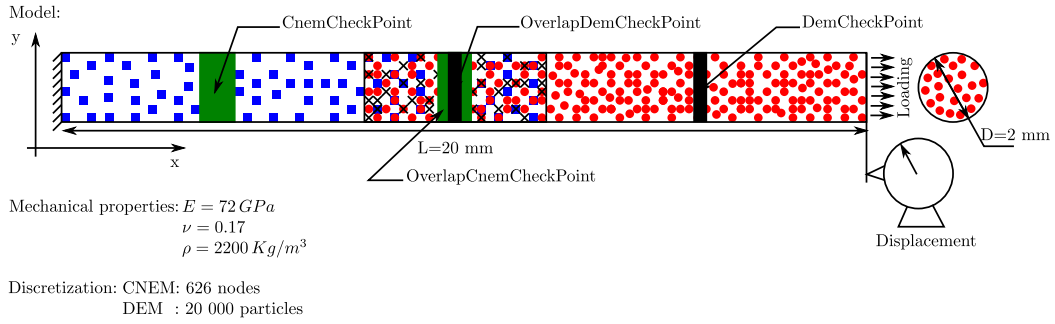 Model:
y
CnemCheckPoint
OverlapDemCheckPoint
DemCheckPoint
Loading
D=2 mm
L=20 mm
x
OverlapCnemCheckPoint
Displacement
Mechanical properties: E = 72 GPa
ν = 0.17
ρ = 2200 Kg/m³
Discretization: CNEM: 626 nodes
DEM : 20 000 particles